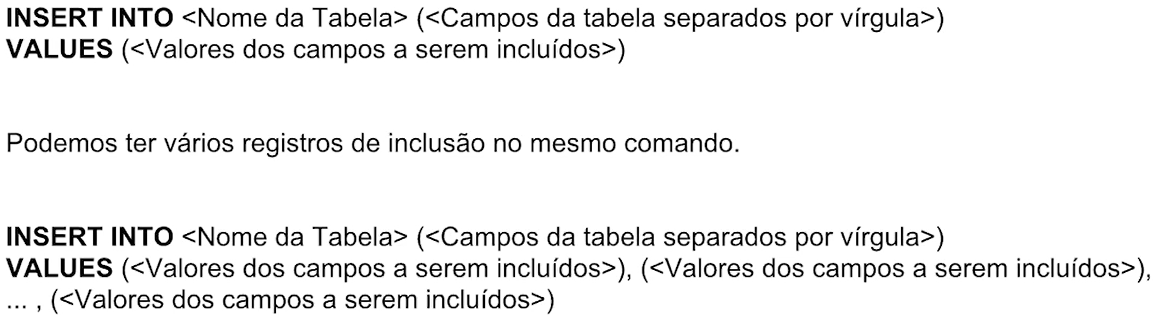 INSERT INTO <Nome da Tabela> (<Campos da tabela separados por vírgula>)
VALUES (<Valores dos campos a serem incluídos>)
Podemos ter vários registros de inclusão no mesmo comando.
INSERT INTO <Nome da Tabela> (<Campos da tabela separados por vírgula>)
VALUES (<Valores dos campos a serem incluídos>), (<Valores dos campos a serem incluídos>),
... , (<Valores dos campos a serem incluídos>)